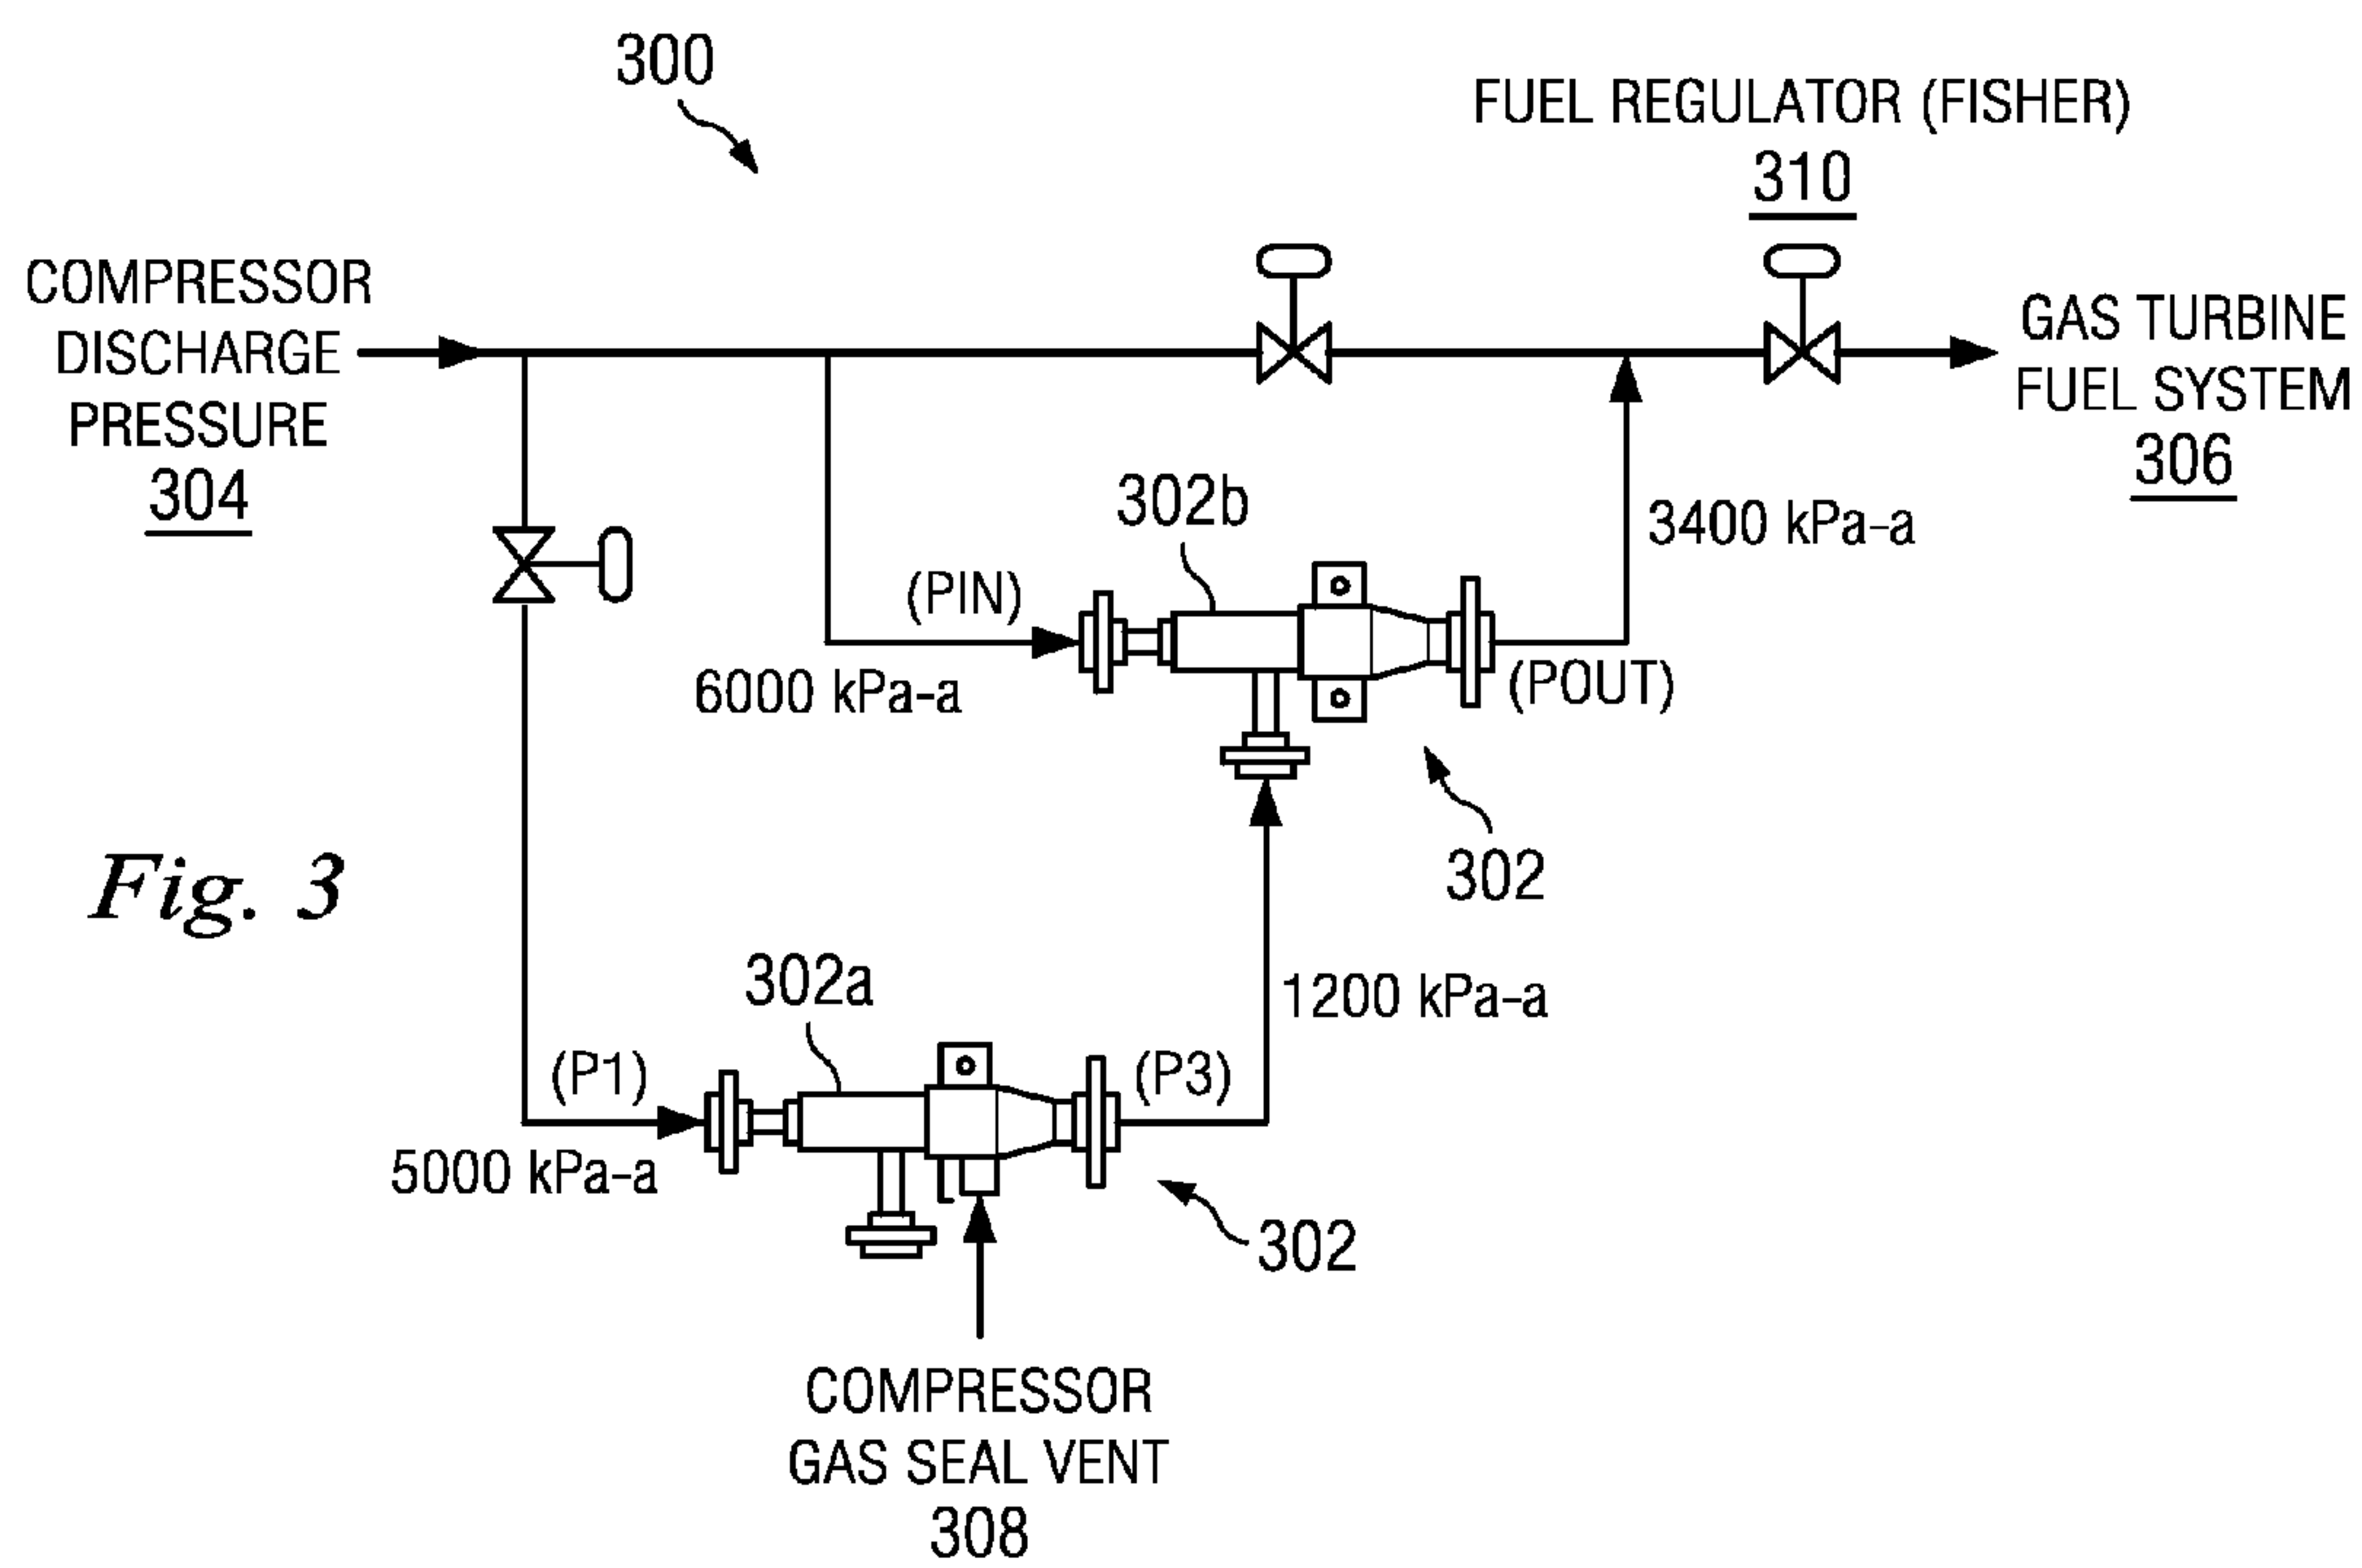 300
FUEL REGULATOR (FISHER)
310
COMPRESSOR
DISCHARGE
PRESSURE
304
GAS TURBINE
FUEL SYSTEM
306
302b
3400 kPa-a
(PIN)
6000 kPa-a
(POUT)
302
Fig. 3
302a
1200 kPa-a
(P1)
(P3)
5000 kPa-a
302
COMPRESSOR
GAS SEAL VENT
308